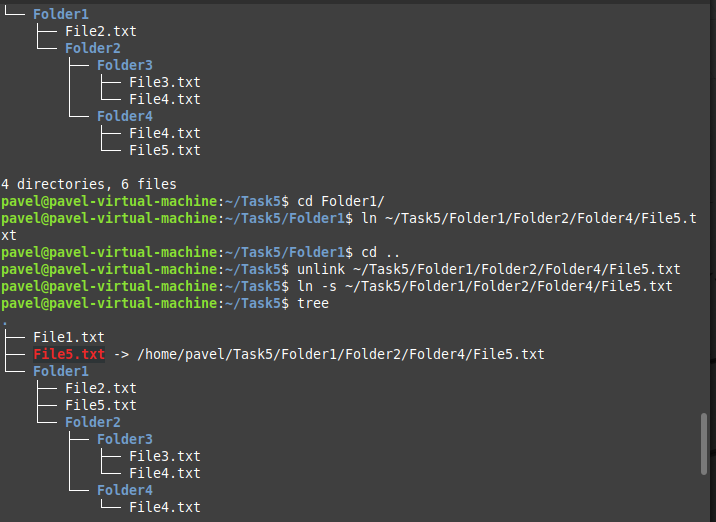 └── Folder1
    ├── File2.txt
    └── Folder2
        ├── Folder3
        │   ├── File3.txt
        │   └── File4.txt
        └── Folder4
            ├── File4.txt
            └── File5.txt

4 directories, 6 files
pavel@pavel-virtual-machine:~/Task5$ cd Folder1/
pavel@pavel-virtual-machine:~/Task5/Folder1$ ln ~/Task5/Folder1/Folder2/Folder4/File5.t
xt
pavel@pavel-virtual-machine:~/Task5/Folder1$ cd ..
pavel@pavel-virtual-machine:~/Task5$ unlink ~/Task5/Folder1/Folder2/Folder4/File5.txt
pavel@pavel-virtual-machine:~/Task5$ ln -s ~/Task5/Folder1/Folder2/Folder4/File5.txt
pavel@pavel-virtual-machine:~/Task5$ tree
.
├── File1.txt
├── File5.txt -> /home/pavel/Task5/Folder1/Folder2/Folder4/File5.txt
└── Folder1
    ├── File2.txt
    ├── File5.txt
    └── Folder2
        ├── Folder3
        │   ├── File3.txt
        │   └── File4.txt
        └── Folder4
            └── File4.txt